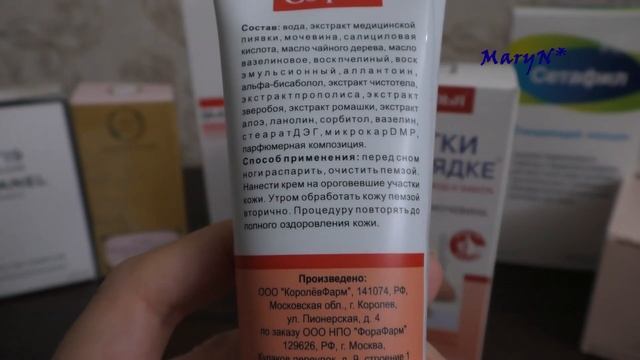 Состав: вода, экстракт медицинской
пиявки, мочевина, салициловая
кислота, масло чайного дерева, масло
вазелиновое, воск пчелиный, воск
эмульсионный, аллантоин,
альфа-бисаболол, экстракт чистотела,
экстракт прополиса, экстракт
зверобоя, экстракт ромашки, экстракт
алоэ, ланолин, сорбитол, вазелин,
стеарат ДЭГ, микрокар DMP,
парфюмерная композиция.
Способ применения: перед сном
ноги распарить, очистить пемзой.
Нанести крем на ороговевшие участки
кожи. Утром обработать кожу пемзой
вторично. Процедуру повторять до
полного оздоровления кожи.
Произведено:
ООО "КоролёвФарм", 141074, РФ,
Московская обл., г. Королев,
ул. Пионерская, д. 4
по заказу ООО НПО "ФораФарм"
129626, РФ, г. Москва,
MaryN*
Сетафил
ТКИ
РЯДКЕ